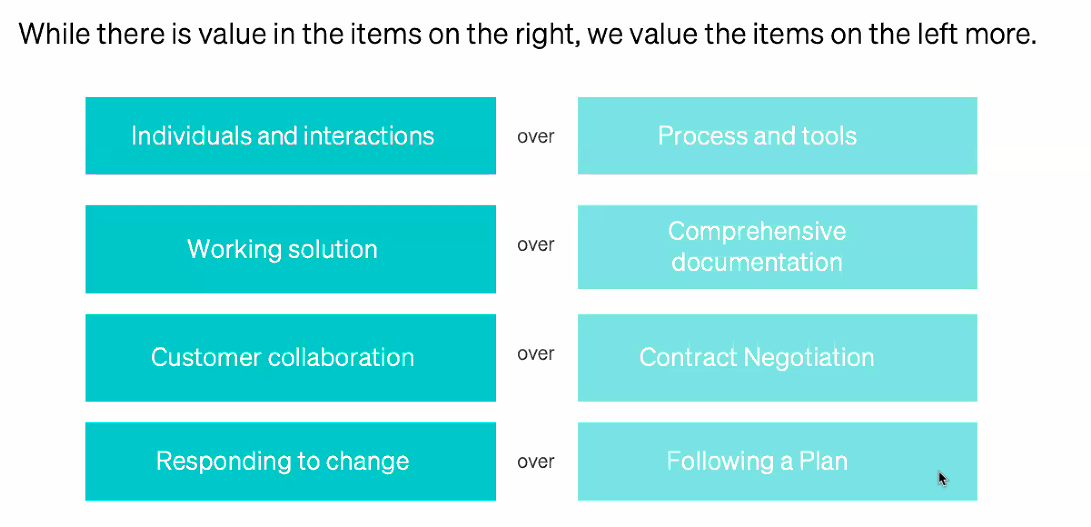 While there is value in the items on the right, we value the items on the left more.
Individuals and interactions over Process and tools
Working solution over Comprehensive
documentation
Customer collaboration over Contract Negotiation
Responding to change over Following a Plan